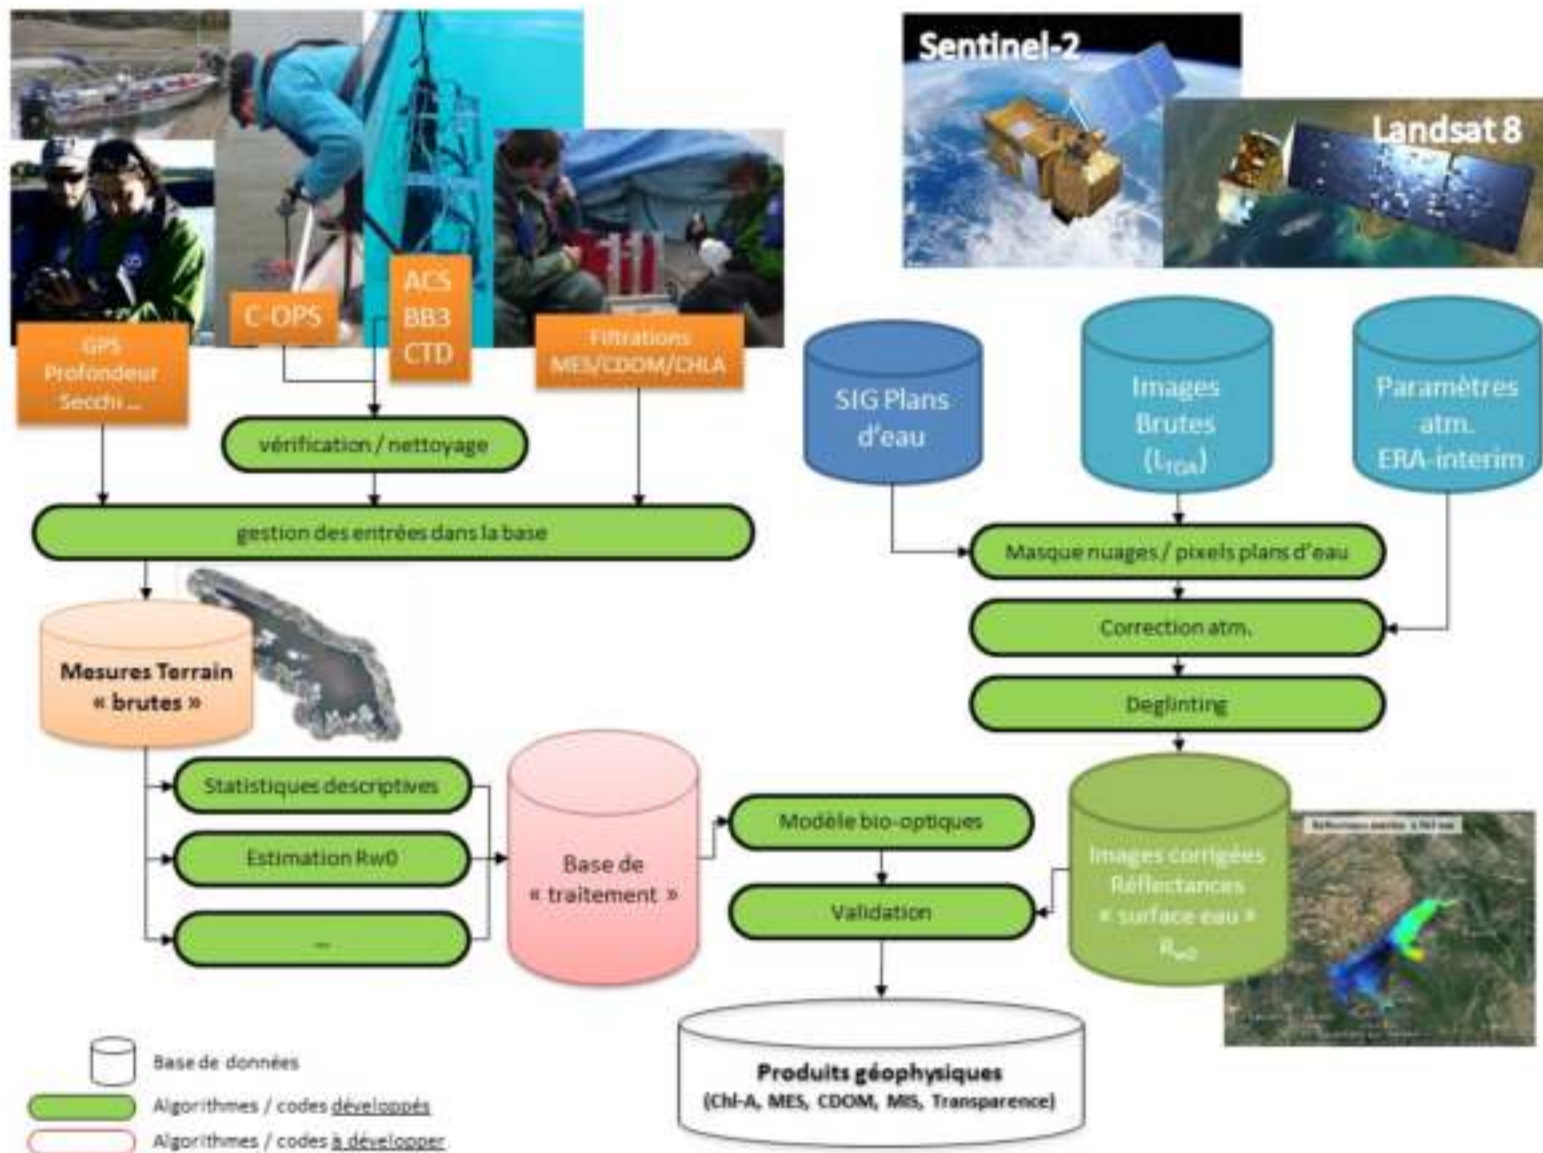 Sentinel-2
Landsat 8
GPS
Profondeur
Secchi ...
C-OPS
ACS
BB3
CTD
Filtrations
MES/CDOM/CHLA
vérification / nettoyage
gestion des entrées dans la base
SIG Plans
d'eau
Images
Brutes
(L_TOA)
Paramètres
atm.
ERA-interim
Masque nuages / pixels plans d'eau
Correction atm.
Deglinting
Mesures Terrain
« brutes »
Statistiques descriptives
Estimation Rw0
...
Base de
« traitement »
Modèle bio-optiques
Validation
Images corrigées
Réflectances
« surface eau »
R_w0
Produits géophysiques
(Chl-A, MES, CDOM, MIS, Transparence)
Base de données
Algorithmes / codes développés
Algorithmes / codes à développer